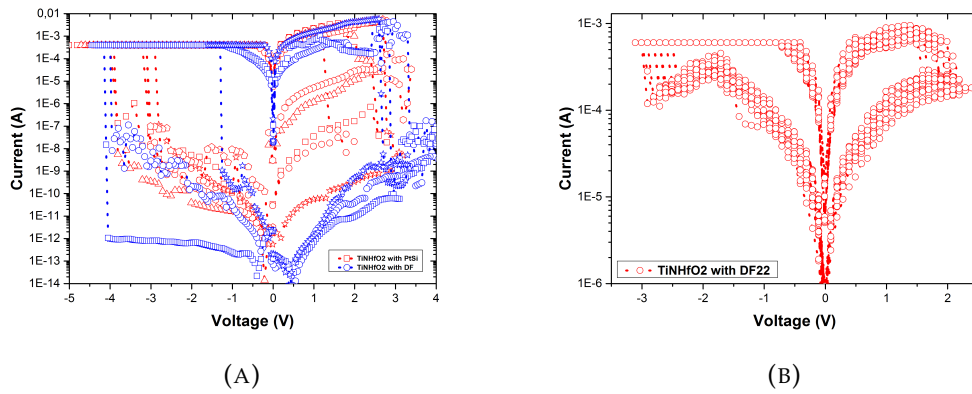 0,01
1E-3
1E-4
1E-5
1E-6
1E-7
1E-8
1E-9
1E-10
1E-11
1E-12
1E-13
1E-14
Current (A)
-5 -4 -3 -2 -1 0 1 2 3 4
Voltage (V)
TiNHfO2 with PtSi
TiNHfO2 with DF
(A)
1E-3
1E-4
1E-5
1E-6
Current (A)
-3 -2 -1 0 1 2
Voltage (V)
TiNHfO2 with DF22
(B)